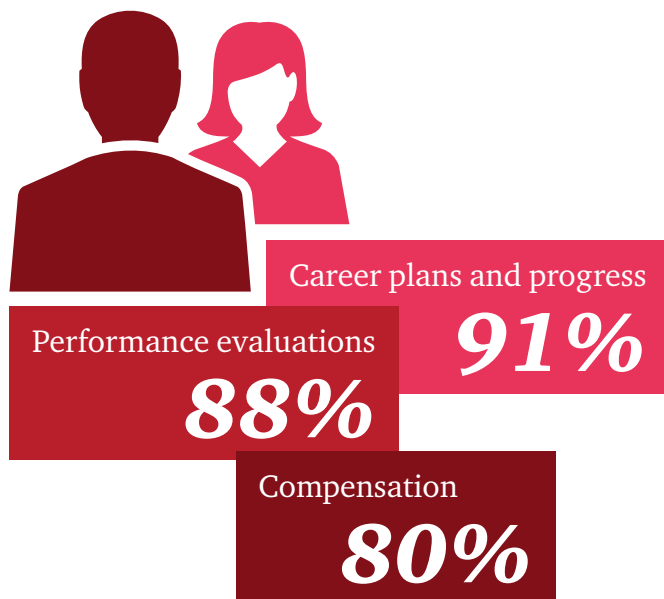 Career plans and progress
91%
Performance evaluations
88%
Compensation
80%